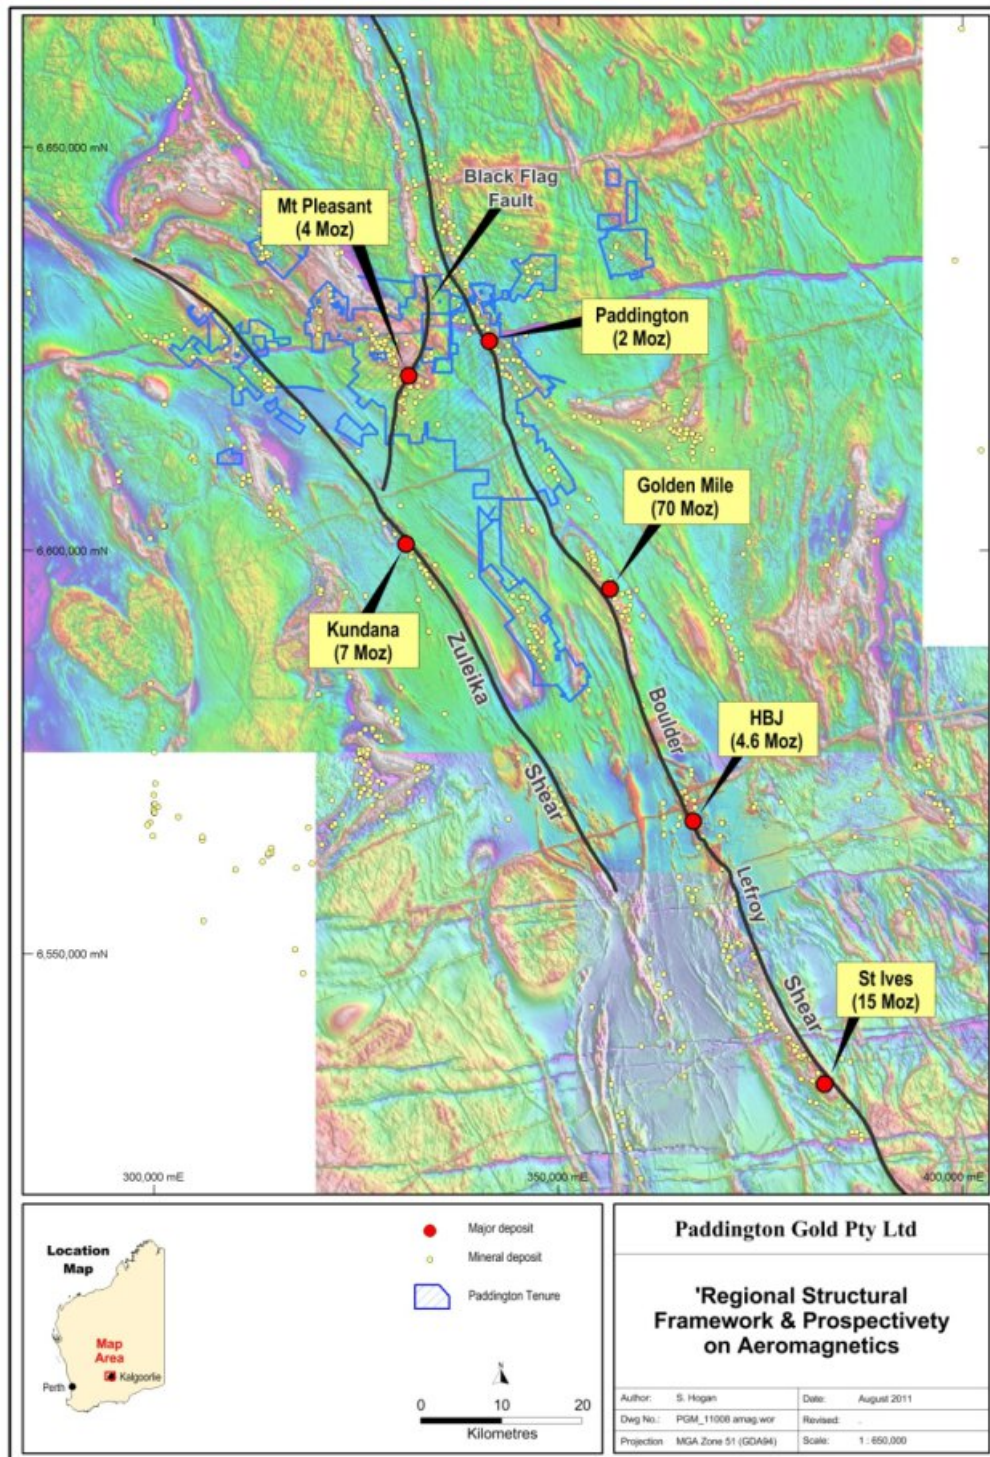 6,650,000 mN
Black Flag
Fault
Mt Pleasant
(4 Moz)
Paddington
(2 Moz)
Golden Mile
(70 Moz)
6,600,000 mN
Kundana
(7 Moz)
Zuleika
Shear
Boulder
HBJ
(4.6 Moz)
Lefroy
Shear
6,550,000 mN
St Ives
(15 Moz)
300,000 mE
350,000 mE
400,000 mE
Location
Map
Map
Area
Kalgoorlie
Perth
Major deposit
Mineral deposit
Paddington Tenure
N
0 10 20
Kilometres
Paddington Gold Pty Ltd
'Regional Structural
Framework & Prospectivety
on Aeromagnetics
Author: S. Hogan Date: August 2011
Dwg No.: PGM_11008 amag.wor Revised: .
Projection MGA Zone 51 (GDA94) Scale: 1 : 650,000